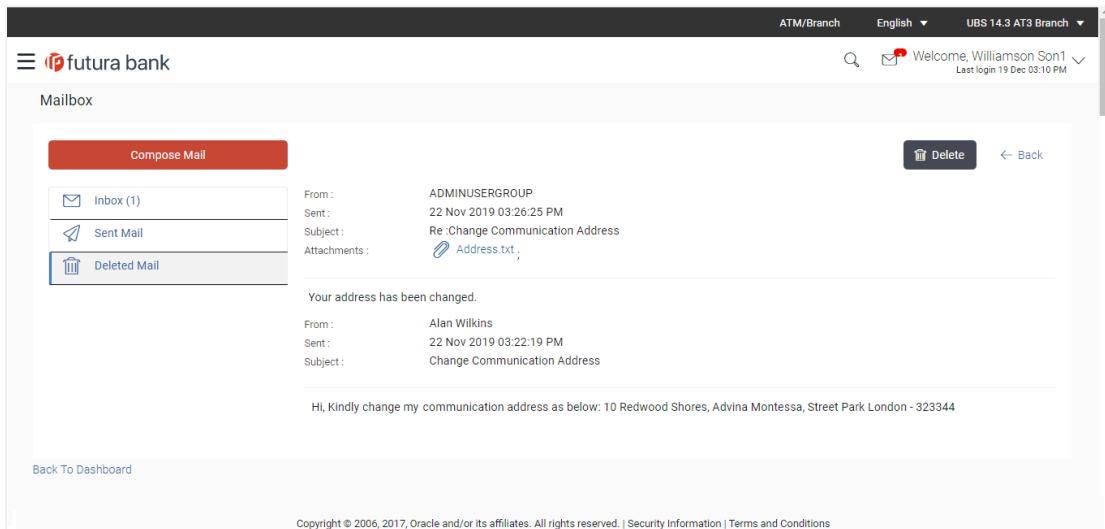 ATM/Branch English UBS 14.3 AT3 Branch
futura bank Welcome, Williamson Son1
Last login 19 Dec 03:10 PM
Mailbox
Compose Mail Delete Back
Inbox (1)
Sent Mail
Deleted Mail
From : ADMINUSERGROUP
Sent : 22 Nov 2019 03:26:25 PM
Subject : Re :Change Communication Address
Attachments : Address.txt ;
Your address has been changed.
From : Alan Wilkins
Sent : 22 Nov 2019 03:22:19 PM
Subject : Change Communication Address
Hi, Kindly change my communication address as below: 10 Redwood Shores, Advina Montessa, Street Park London - 323344
Back To Dashboard
Copyright © 2006, 2017, Oracle and/or its affiliates. All rights reserved. | Security Information | Terms and Conditions